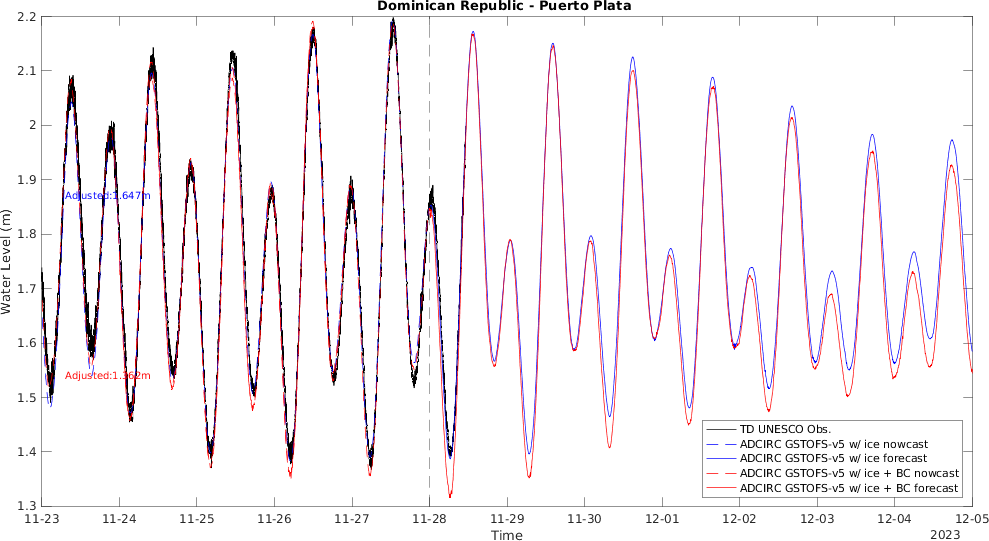 Dominican Republic - Puerto Plata
2.2
2.1
2
1.9
1.8
1.7
1.6
1.5
1.4
1.3
Water Level (m)
Adjusted:1.647m
Adjusted:1.362m
TD UNESCO Obs.
ADCIRC GSTOFS-v5 w/ ice nowcast
ADCIRC GSTOFS-v5 w/ ice forecast
ADCIRC GSTOFS-v5 w/ ice + BC nowcast
ADCIRC GSTOFS-v5 w/ ice + BC forecast
11-23 11-24 11-25 11-26 11-27 11-28 11-29 11-30 12-01 12-02 12-03 12-04 12-05
Time
2023